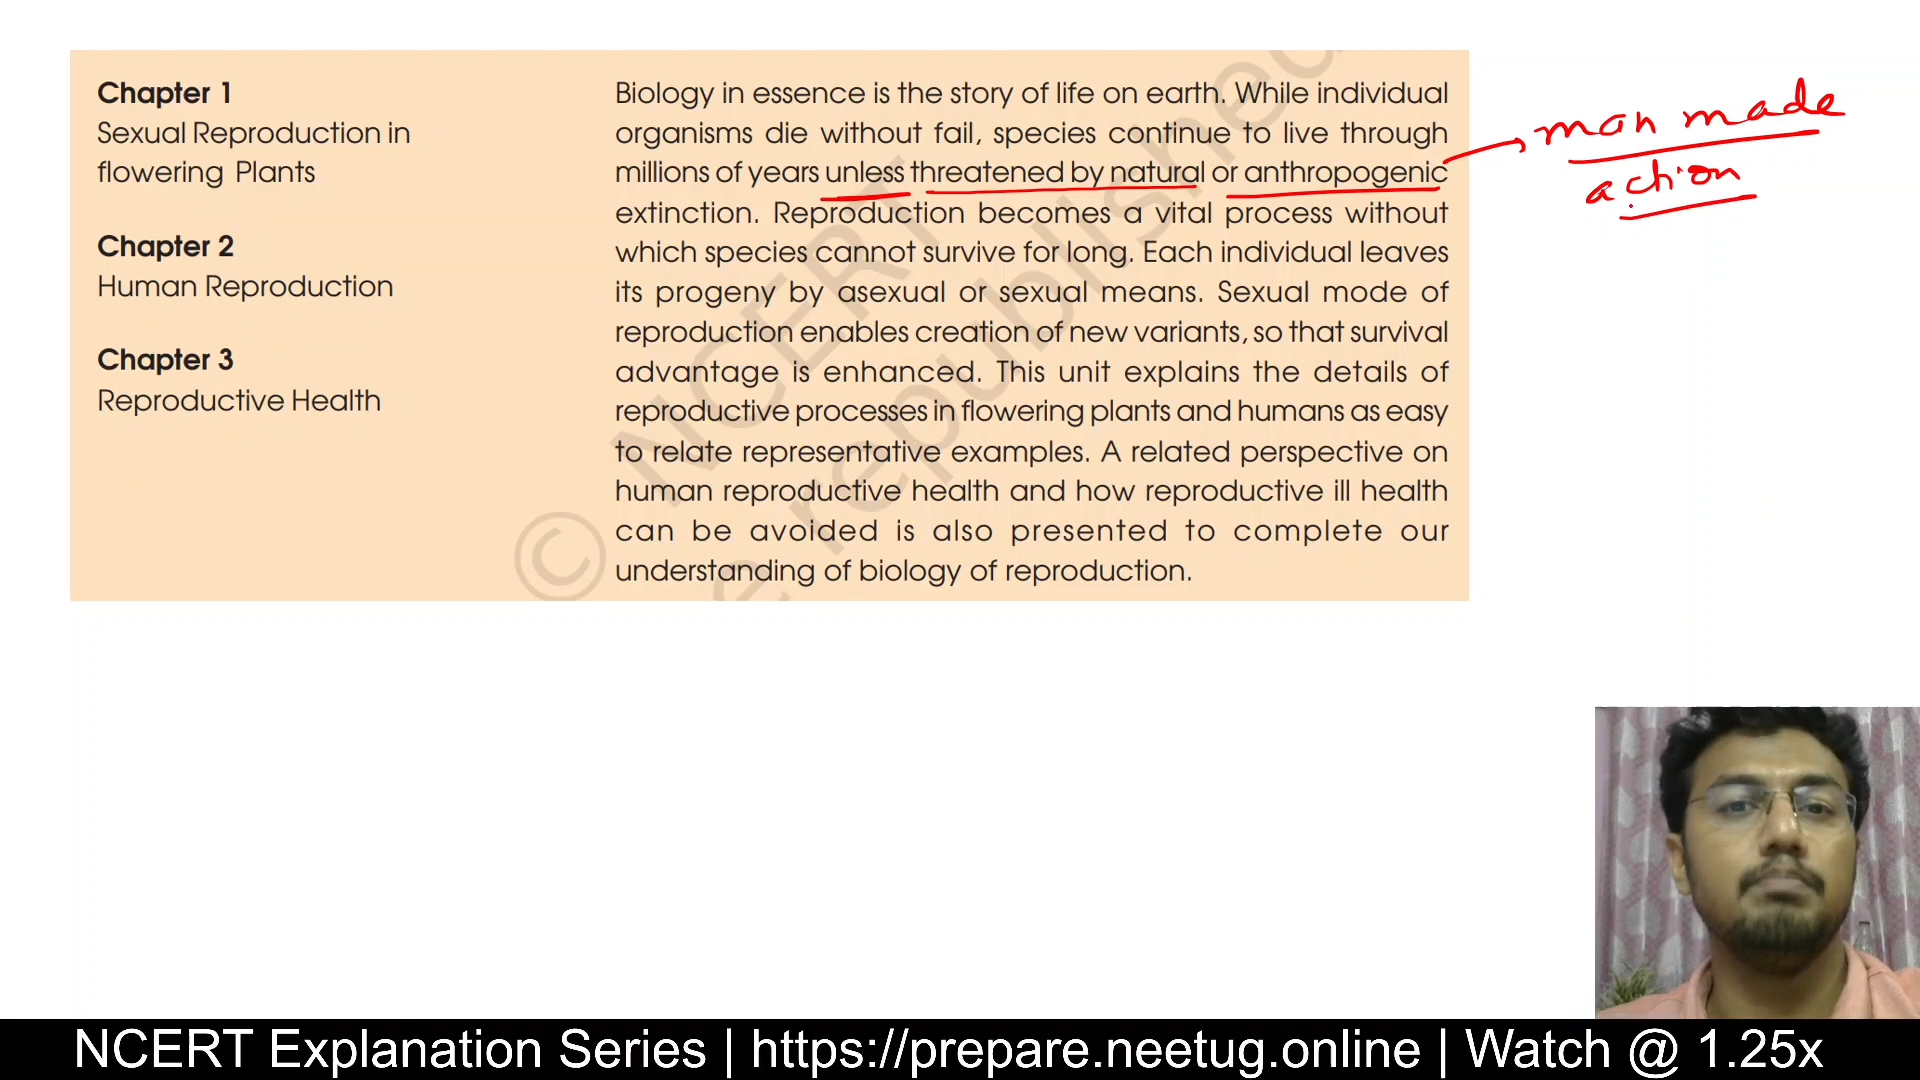 Chapter 1
Sexual Reproduction in
flowering Plants
Chapter 2
Human Reproduction
Chapter 3
Reproductive Health
Biology in essence is the story of life on earth. While individual
organisms die without fail, species continue to live through
millions of years unless threatened by natural or anthropogenic
extinction. Reproduction becomes a vital process without
which species cannot survive for long. Each individual leaves
its progeny by asexual or sexual means. Sexual mode of
reproduction enables creation of new variants, so that survival
advantage is enhanced. This unit explains the details of
reproductive processes in flowering plants and humans as easy
to relate representative examples. A related perspective on
human reproductive health and how reproductive ill health
can be avoided is also presented to complete our
understanding of biology of reproduction.
man made
action
© NCERT
republished
NCERT Explanation Series | https://prepare.neetug.online | Watch @ 1.25x